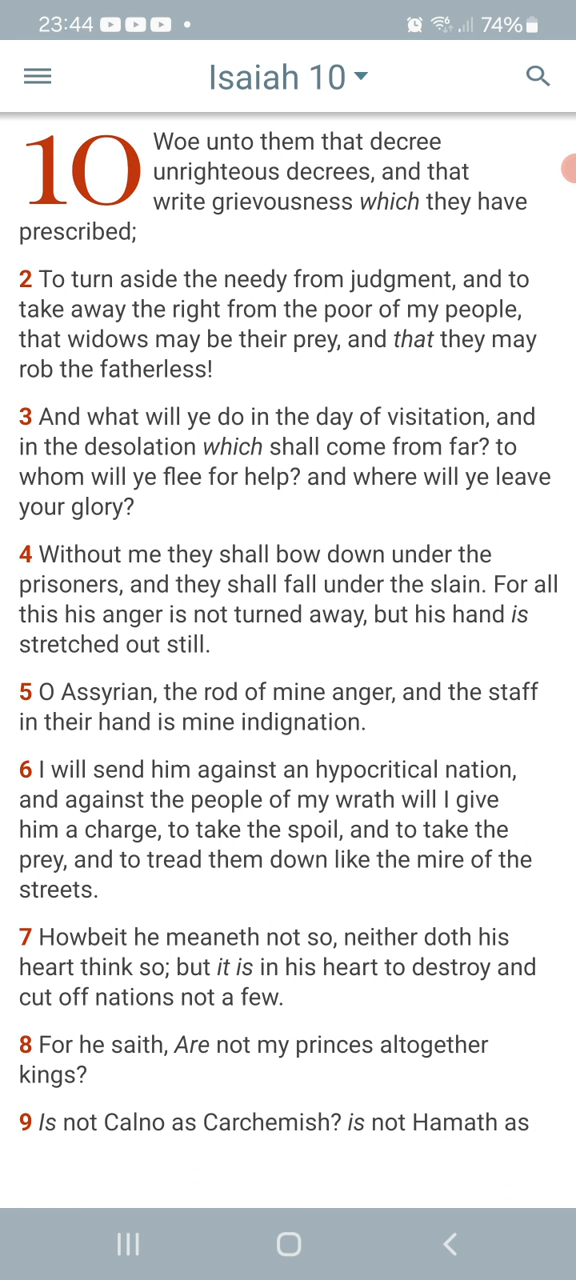 23:44
74%
Isaiah 10
10 Woe unto them that decree
unrighteous decrees, and that
write grievousness which they have
prescribed;
2 To turn aside the needy from judgment, and to
take away the right from the poor of my people,
that widows may be their prey, and that they may
rob the fatherless!
3 And what will ye do in the day of visitation, and
in the desolation which shall come from far? to
whom will ye flee for help? and where will ye leave
your glory?
4 Without me they shall bow down under the
prisoners, and they shall fall under the slain. For all
this his anger is not turned away, but his hand is
stretched out still.
5 O Assyrian, the rod of mine anger, and the staff
in their hand is mine indignation.
6 I will send him against an hypocritical nation,
and against the people of my wrath will I give
him a charge, to take the spoil, and to take the
prey, and to tread them down like the mire of the
streets.
7 Howbeit he meaneth not so, neither doth his
heart think so; but it is in his heart to destroy and
cut off nations not a few.
8 For he saith, Are not my princes altogether
kings?
9 Is not Calno as Carchemish? is not Hamath as